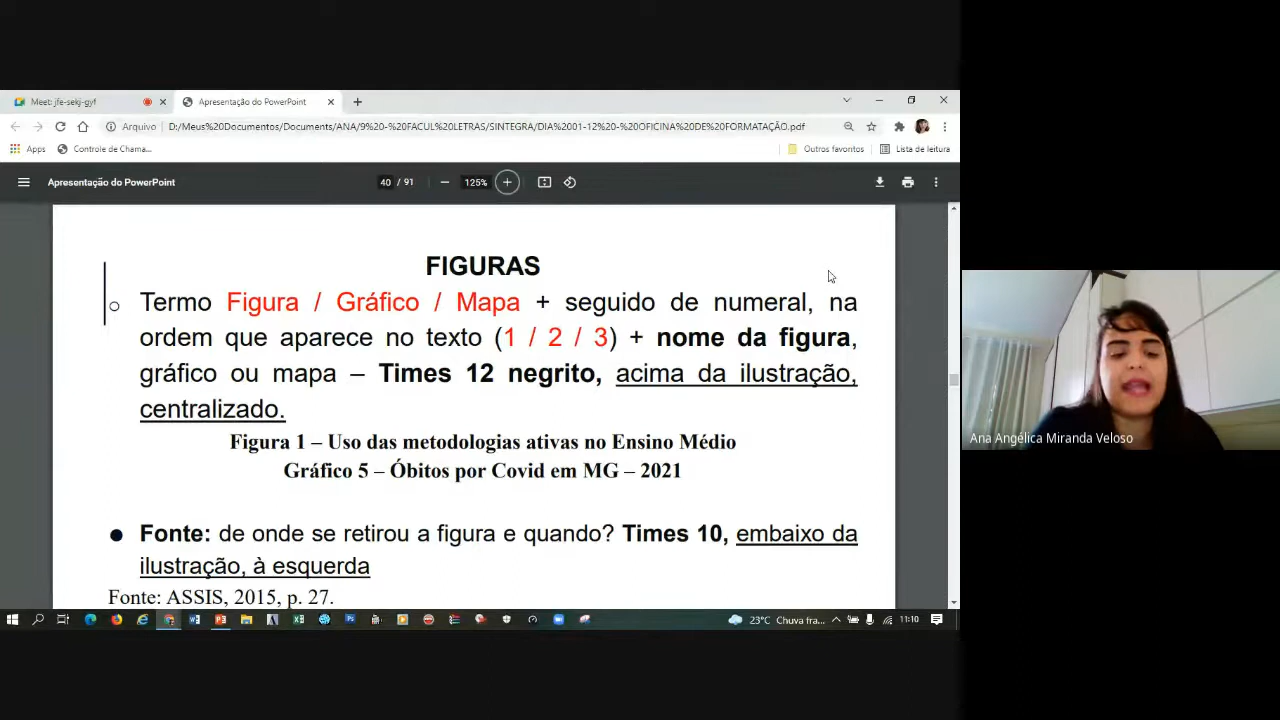 Meet: jfe-sekj-gyf
Apresentação do PowerPoint
Arquivo
D:/Meus%20Documentos/Documents/ANA/9%20-%20FACUL%20LETRAS/SINTEGRA/DIA%2001-12%20-%20OFICINA%20DE%20FORMATAÇÃO.pdf
Apps
Controle de Chama...
Outros favoritos
Lista de leitura
Apresentação do PowerPoint
40 / 91
125%
FIGURAS
Termo Figura / Gráfico / Mapa + seguido de numeral, na
ordem que aparece no texto (1 / 2 / 3) + nome da figura,
gráfico ou mapa – Times 12 negrito, acima da ilustração,
centralizado.
Figura 1 – Uso das metodologias ativas no Ensino Médio
Gráfico 5 – Óbitos por Covid em MG – 2021
Fonte: de onde se retirou a figura e quando? Times 10, embaixo da
ilustração, à esquerda
Fonte: ASSIS, 2015, p. 27.
23°C Chuva fra...
11:10
Ana Angélica Miranda Veloso